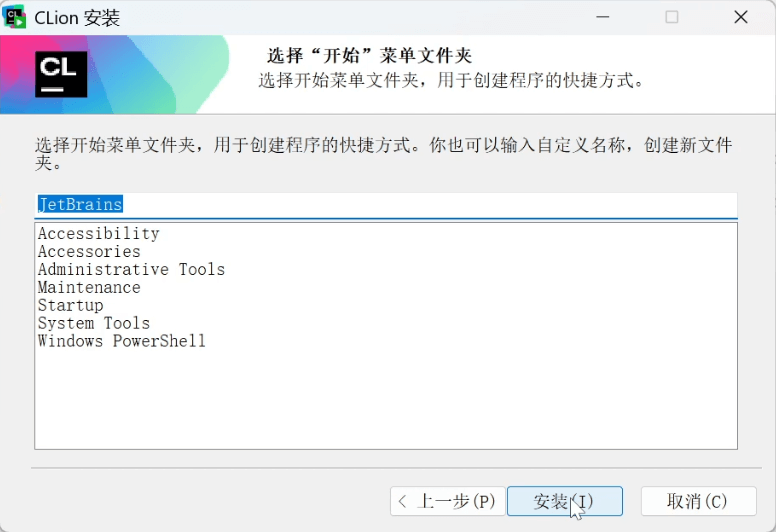 CLion 安装
CL
选择“开始”菜单文件夹
选择开始菜单文件夹，用于创建程序的快捷方式。
选择开始菜单文件夹，用于创建程序的快捷方式。你也可以输入自定义名称，创建新文件
夹。
JetBrains
Accessibility
Accessories
Administrative Tools
Maintenance
Startup
System Tools
Windows PowerShell
< 上一步(P) 安装(I) 取消(C)